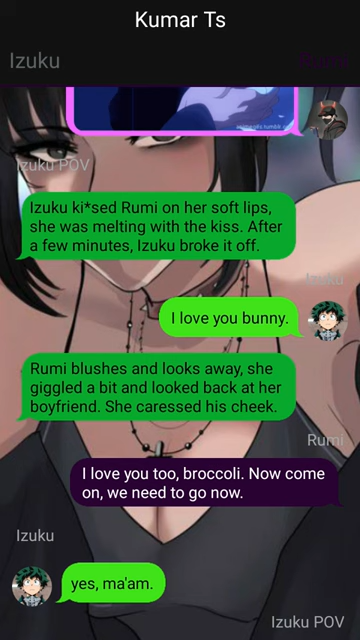 Kumar Ts
Izuku
Izuku POV
Izuku ki*sed Rumi on her soft lips,
she was melting with the kiss. After
a few minutes, Izuku broke it off.
Izuku
I love you bunny.
Rumi blushes and looks away, she
giggled a bit and looked back at her
boyfriend. She caressed his cheek.
Rumi
I love you too, broccoli. Now come
on, we need to go now.
Izuku
yes, ma'am.
Izuku POV